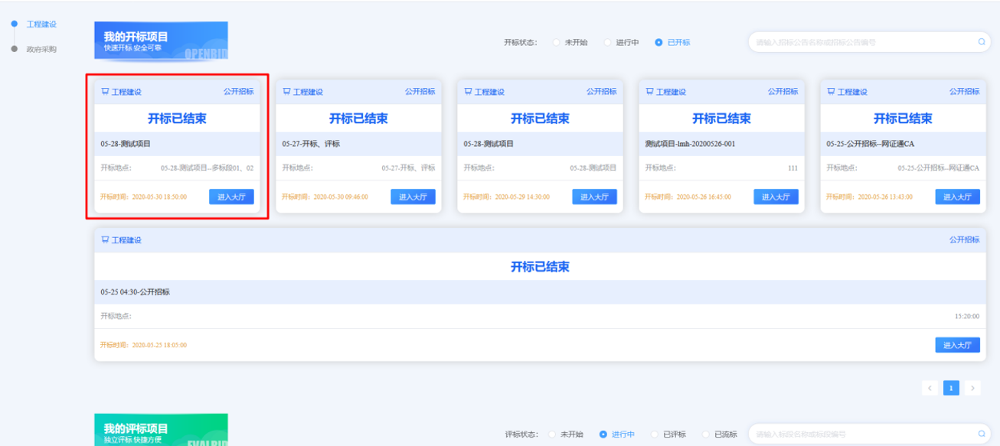 工程建设
政府采购
我的开标项目
快速开标 安全可靠
OPENBID
开标状态： 未开始 进行中 已开标
请输入招标公告名称或招标公告编号
工程建设 公开招标
开标已结束
05-28-测试项目
开标地点： 05-28-测试项目--多标段01、02
开标时间：2020-05-30 18:50:00 进入大厅
工程建设 公开招标
开标已结束
05-27-开标、评标
开标地点： 05-27-开标、评标
开标时间：2020-05-30 09:46:00 进入大厅
工程建设 公开招标
开标已结束
05-28-测试项目
开标地点： 05-28-测试项目
开标时间：2020-05-29 14:30:00 进入大厅
工程建设 公开招标
开标已结束
测试项目-lmh-20200526-001
开标地点： 111
开标时间：2020-05-26 16:45:00 进入大厅
工程建设 公开招标
开标已结束
05-25-公开招标--网证通CA
开标地点： 05-25-公开招标--网证通CA
开标时间：2020-05-26 13:43:00 进入大厅
工程建设 公开招标
开标已结束
05-25 04:30-公开招标
开标地点： 15:20:00
开标时间：2020-05-25 18:05:00 进入大厅
1
我的评标项目
独立评标 快捷方便
EVALBID
评标状态： 未开始 进行中 已评标 已流标
请输入标段名称或标段编号